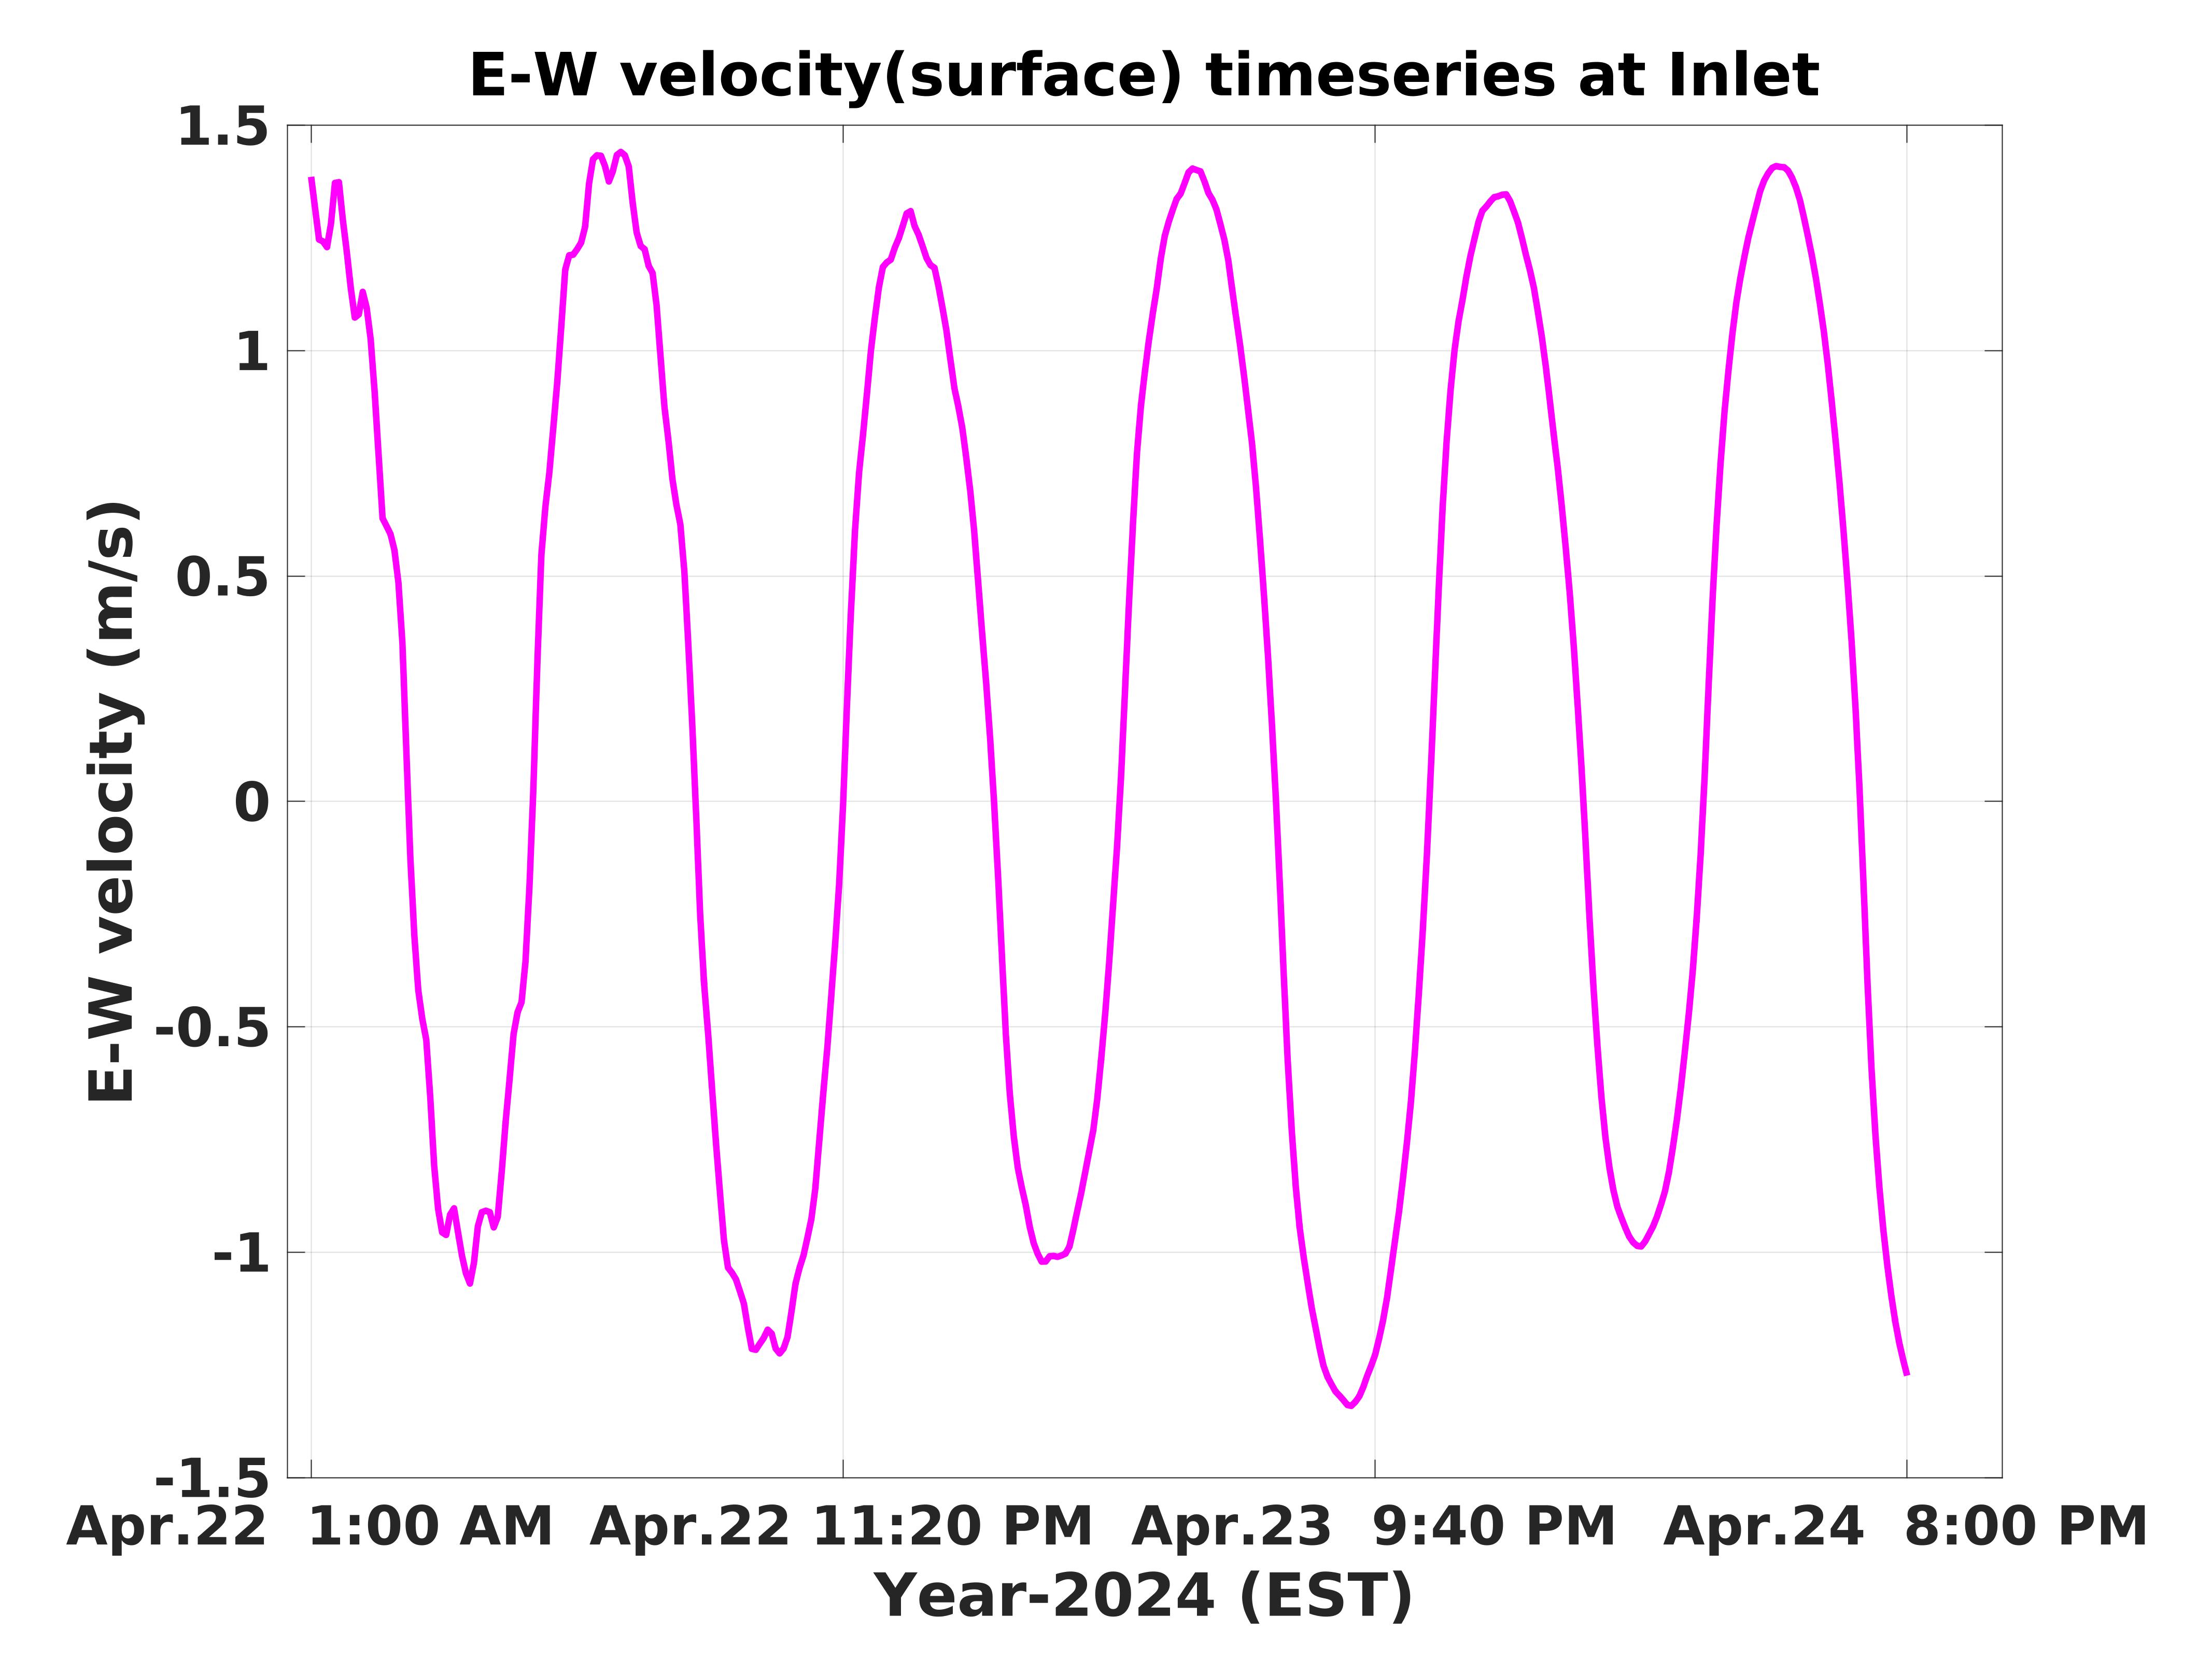 E-W velocity(surface) timeseries at Inlet
E-W velocity (m/s)
1.5
1
0.5
0
-0.5
-1
-1.5
Apr.22 1:00 AM Apr.22 11:20 PM Apr.23 9:40 PM Apr.24 8:00 PM
Year-2024 (EST)